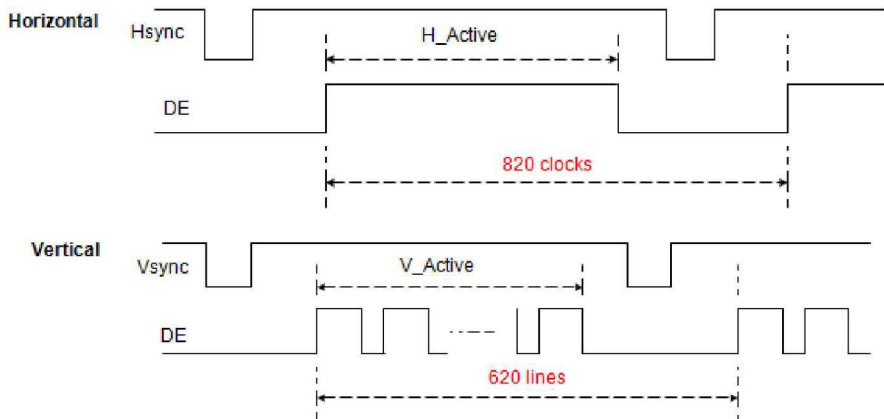 Horizontal
Hsync
H_Active
DE
820 clocks
Vertical
Vsync
V_Active
DE
620 lines